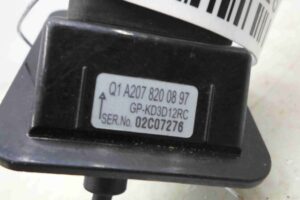 Q1 A207 820 08 97
GP-KD3D12RC
SER.No. 02C07276